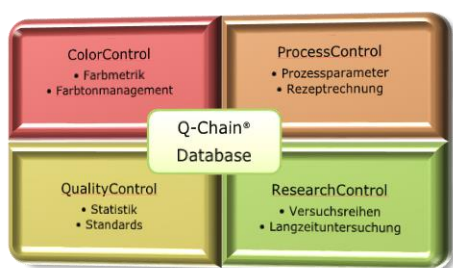 ColorControl
• Farbmetrik
• Farbtonmanagement
ProcessControl
• Prozessparameter
• Rezeptrechnung
Q-Chain®
Database
QualityControl
• Statistik
• Standards
ResearchControl
• Versuchsreihen
• Langzeituntersuchung